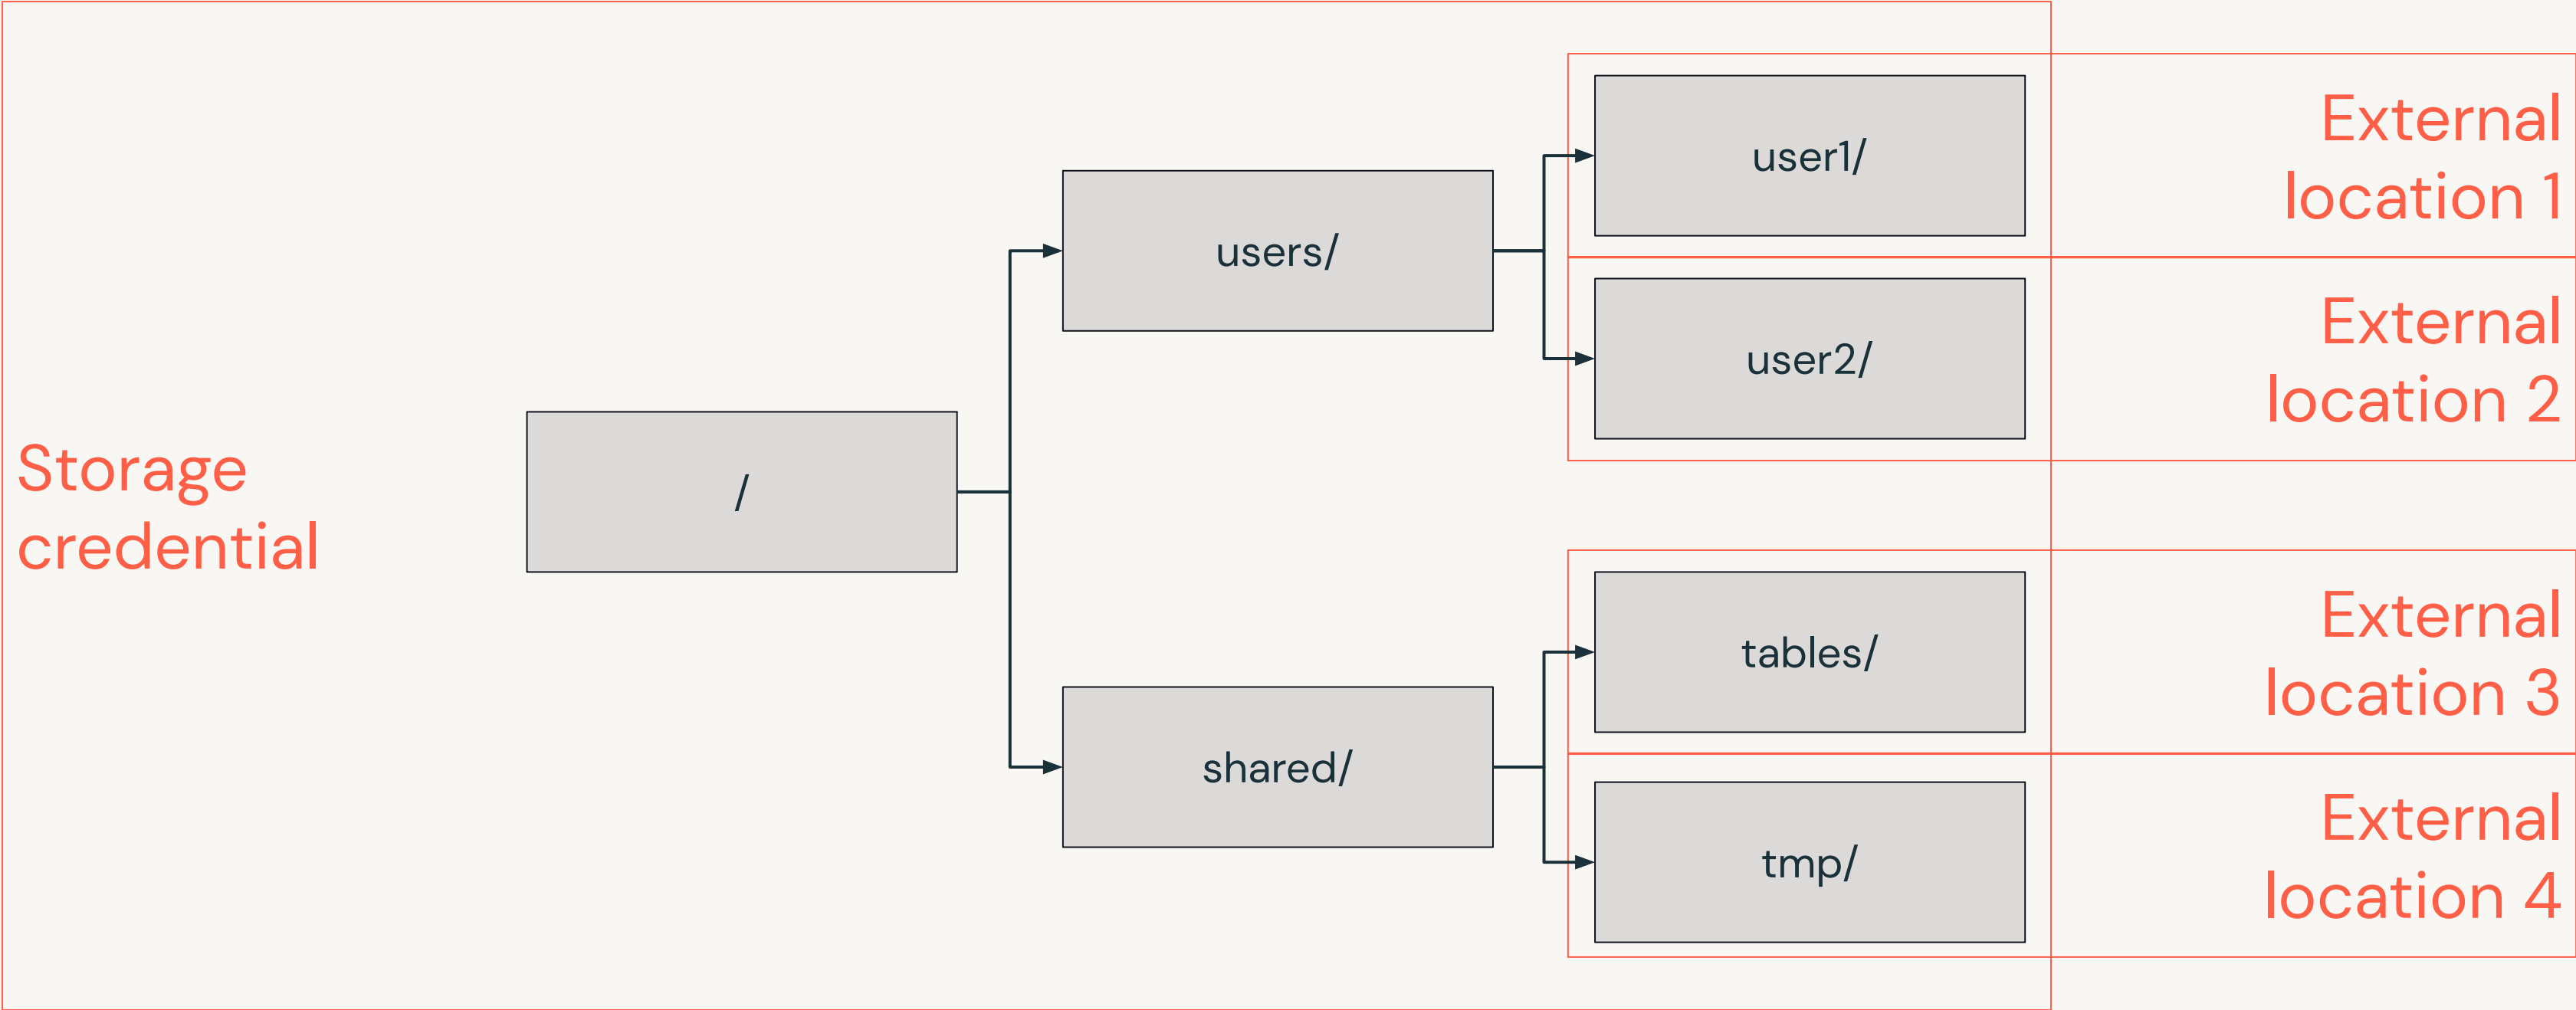 Storage
credential
/
users/
shared/
user1/
user2/
tables/
tmp/
External
location 1
External
location 2
External
location 3
External
location 4